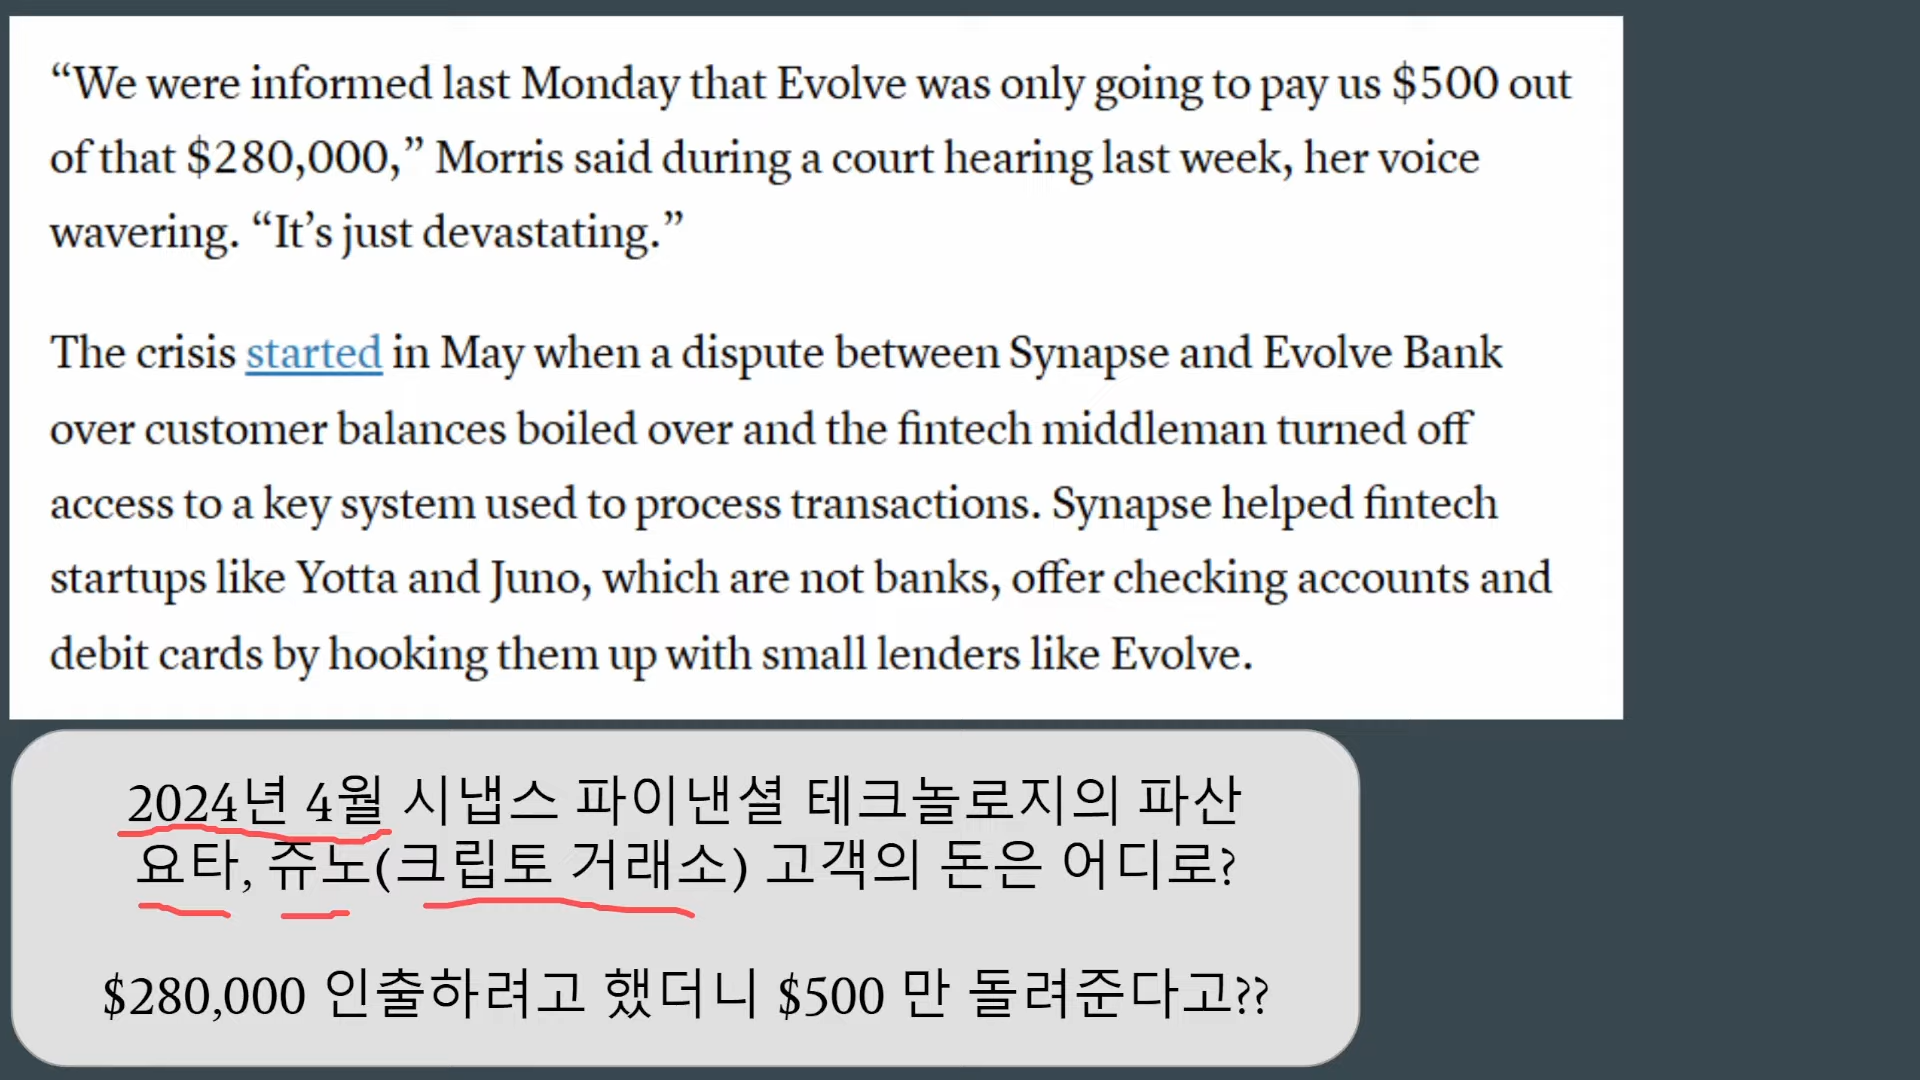 “We were informed last Monday that Evolve was only going to pay us $500 out
of that $280,000,” Morris said during a court hearing last week, her voice
wavering. “It’s just devastating.”
The crisis started in May when a dispute between Synapse and Evolve Bank
over customer balances boiled over and the fintech middleman turned off
access to a key system used to process transactions. Synapse helped fintech
startups like Yotta and Juno, which are not banks, offer checking accounts and
debit cards by hooking them up with small lenders like Evolve.
2024년 4월 시냅스 파이낸셜 테크놀로지의 파산
요타, 쥬노(크립토 거래소) 고객의 돈은 어디로?
$280,000 인출하려고 했더니 $500 만 돌려준다고??